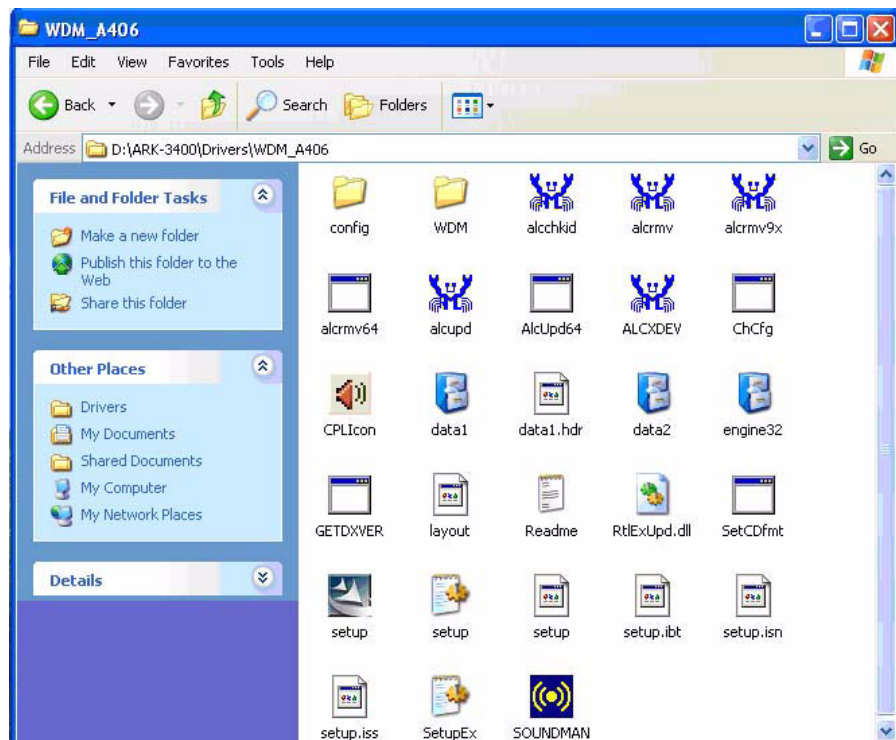 WDM_A406
File Edit View Favorites Tools Help
Back Search Folders
Address D:\ARK-3400\Drivers\WDM_A406 Go
File and Folder Tasks
Make a new folder
Publish this folder to the
Web
Share this folder
Other Places
Drivers
My Documents
Shared Documents
My Computer
My Network Places
Details
config WDM alcchkid alcrmv alcrmv9x
alcrmv64 alcupd AlcUpd64 ALCXDEV ChCfg
CPLIcon data1 data1.hdr data2 engine32
GETDXVER layout Readme RtlExUpd.dll SetCDfmt
setup setup setup setup.ibt setup.isn
setup.iss SetupEx SOUNDMAN